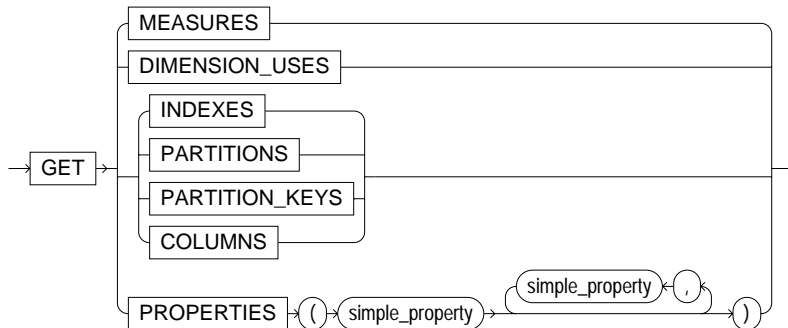 MEASURES
DIMENSION_USES
INDEXES
PARTITIONS
GET
PARTITION_KEYS
COLUMNS
simple_property ,
PROPERTIES ( simple_property )